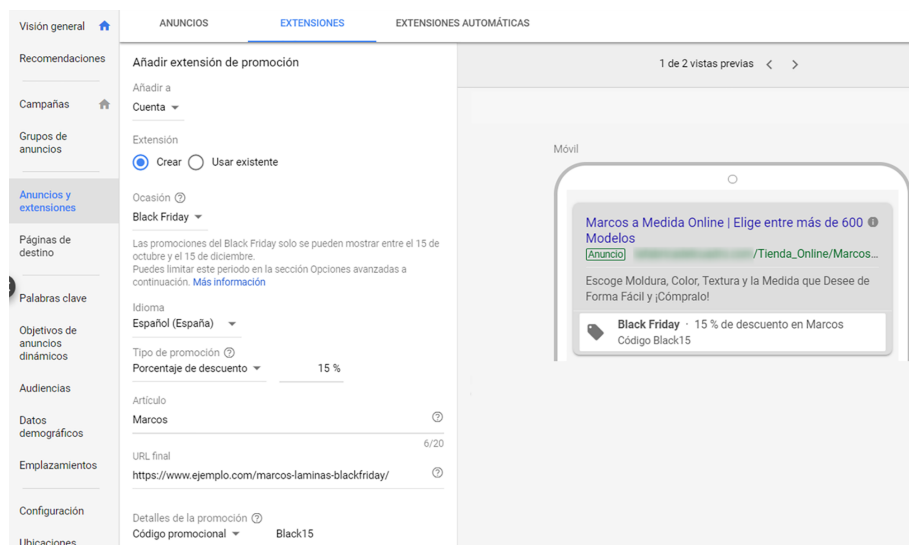 Visión general
Recomendaciones
Campañas
Grupos de
anuncios
Anuncios y
extensiones
Páginas de
destino
Palabras clave
Objetivos de
anuncios
dinámicos
Audiencias
Datos
demográficos
Emplazamientos
Configuración
Ubicaciones
ANUNCIOS EXTENSIONES EXTENSIONES AUTOMÁTICAS
Añadir extensión de promoción
Añadir a
Cuenta
Extensión
Crear Usar existente
Ocasión
Black Friday
Las promociones del Black Friday solo se pueden mostrar entre el 15 de
octubre y el 15 de diciembre.
Puedes limitar este periodo en la sección Opciones avanzadas a
continuación. Más información
Idioma
Español (España)
Tipo de promoción
Porcentaje de descuento 15 %
Artículo
Marcos
6/20
URL final
https://www.ejemplo.com/marcos-laminas-blackfriday/
Detalles de la promoción
Código promocional Black15
1 de 2 vistas previas
Móvil
Marcos a Medida Online | Elige entre más de 600
Modelos
Anuncio /Tienda_Online/Marcos...
Escoge Moldura, Color, Textura y la Medida que Desee de
Forma Fácil y ¡Cómpralo!
Black Friday · 15 % de descuento en Marcos
Código Black15